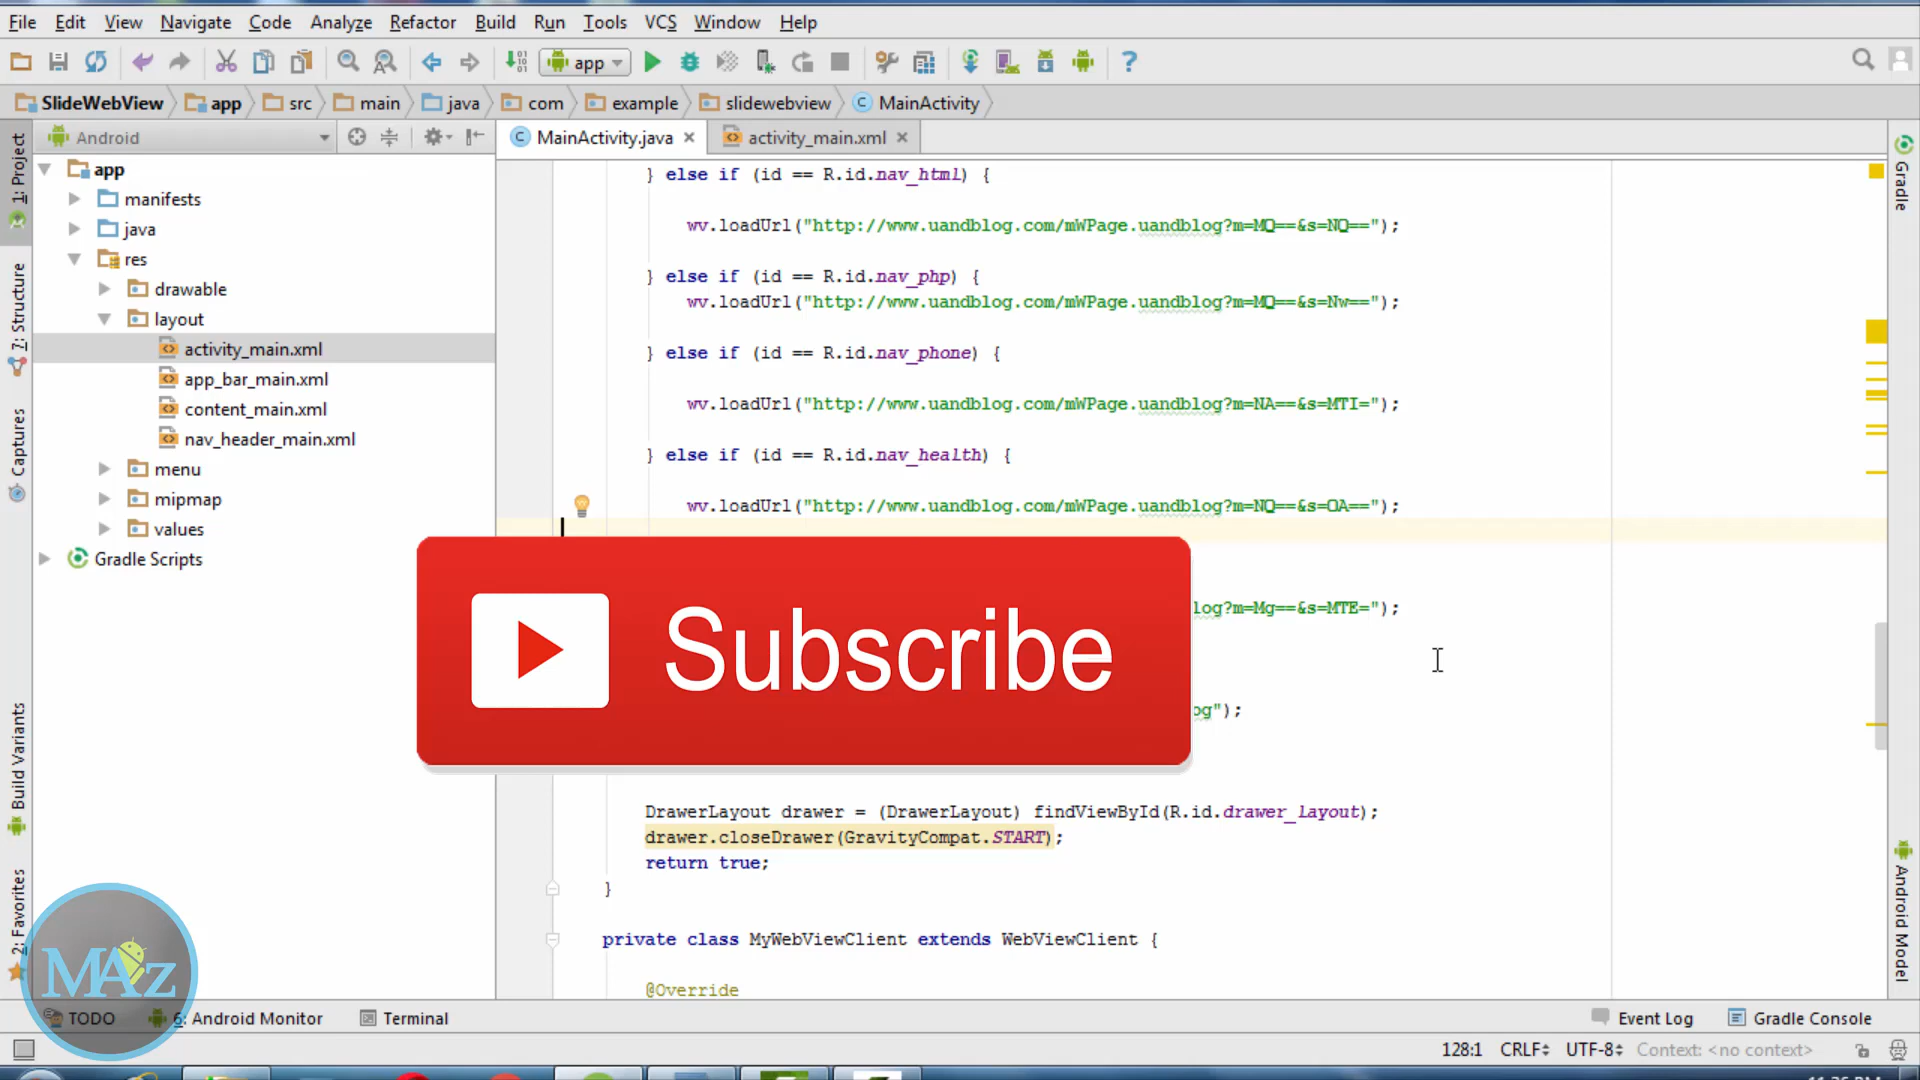 File Edit View Navigate Code Analyze Refactor Build Run Tools VCS Window Help
app
SlideWebView app src main java com example slidewebview MainActivity
1: Project
7: Structure
Captures
Build Variants
2: Favorites
Android
app
manifests
java
res
drawable
layout
activity_main.xml
app_bar_main.xml
content_main.xml
nav_header_main.xml
menu
mipmap
values
Gradle Scripts
MainActivity.java activity_main.xml
} else if (id == R.id.nav_html) {
wv.loadUrl("http://www.uandblog.com/mWPage.uandblog?m=MQ==&s=NQ==");
} else if (id == R.id.nav_php) {
wv.loadUrl("http://www.uandblog.com/mWPage.uandblog?m=MQ==&s=Nw==");
} else if (id == R.id.nav_phone) {
wv.loadUrl("http://www.uandblog.com/mWPage.uandblog?m=NA==&s=MTI=");
} else if (id == R.id.nav_health) {
wv.loadUrl("http://www.uandblog.com/mWPage.uandblog?m=NQ==&s=OA==");
log?m=Mg==&s=MTE=");
og");
Subscribe
DrawerLayout drawer = (DrawerLayout) findViewById(R.id.drawer_layout);
drawer.closeDrawer(GravityCompat.START);
return true;
}
private class MyWebViewClient extends WebViewClient {
@Override
Gradle
Android Model
MAz
TODO 6: Android Monitor Terminal Event Log Gradle Console
128:1 CRLF UTF-8 Context: <no context>